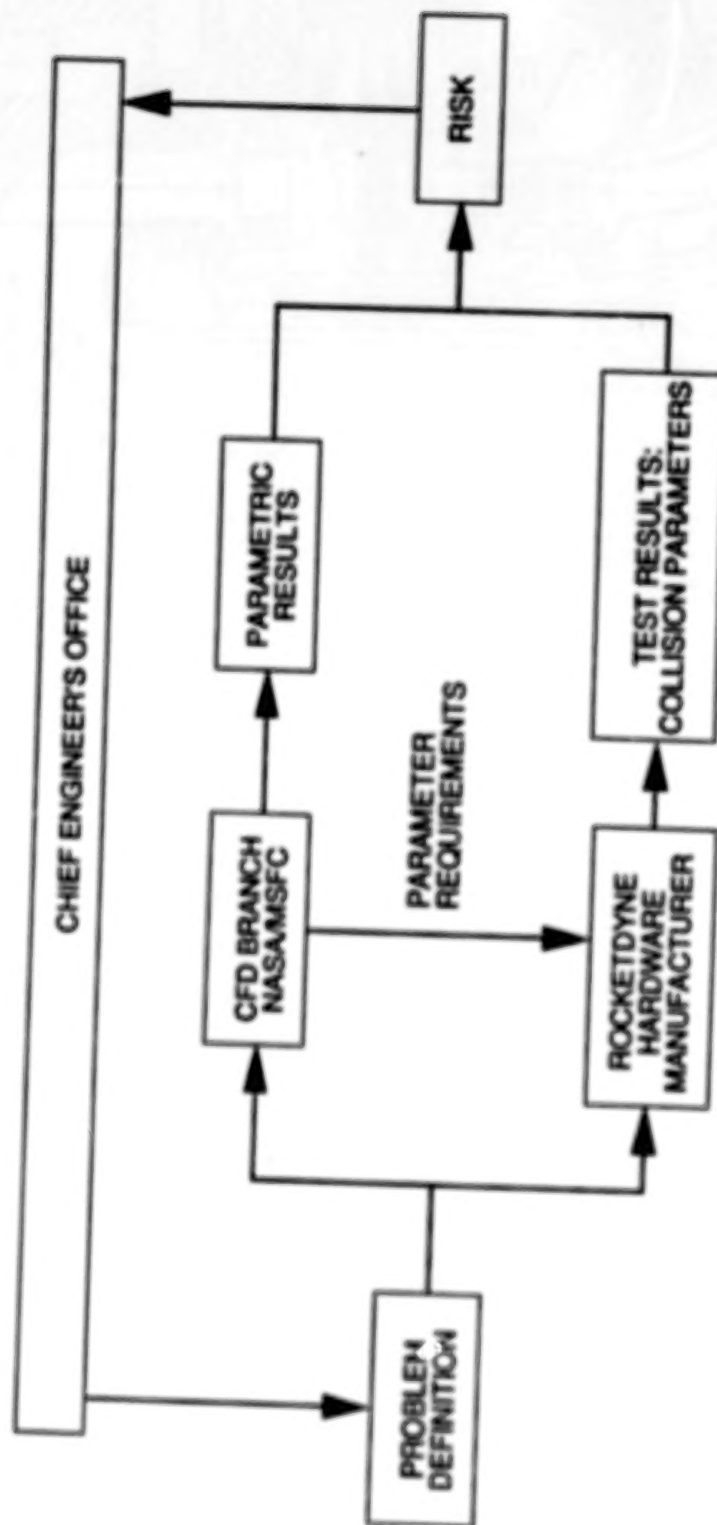 CHIEF ENGINEER'S OFFICE
PROBLEM
DEFINITION
CFD BRANCH
NASA/MSFC
PARAMETRIC
RESULTS
PARAMETER
REQUIREMENTS
ROCKETDYNE
HARDWARE
MANUFACTURER
TEST RESULTS:
COLLISION PARAMETERS
RISK